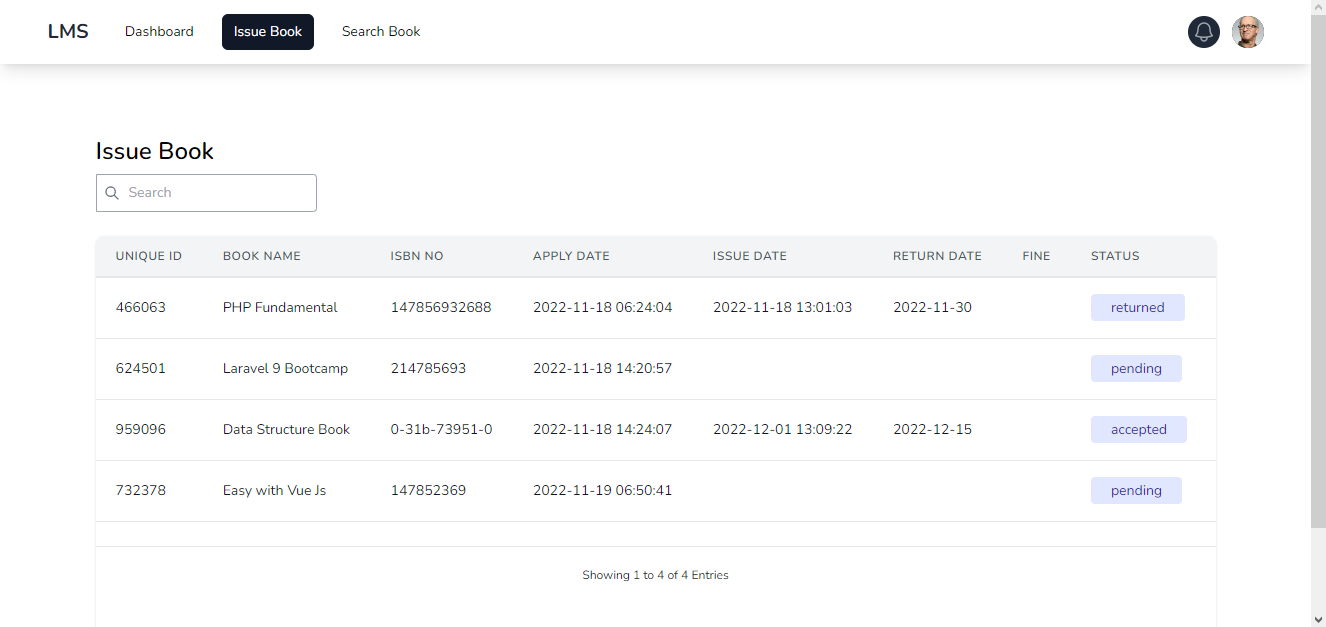 LMS Dashboard Issue Book Search Book
Issue Book
Search
UNIQUE ID BOOK NAME ISBN NO APPLY DATE ISSUE DATE RETURN DATE FINE STATUS
466063 PHP Fundamental 147856932688 2022-11-18 06:24:04 2022-11-18 13:01:03 2022-11-30 returned
624501 Laravel 9 Bootcamp 214785693 2022-11-18 14:20:57 pending
959096 Data Structure Book 0-31b-73951-0 2022-11-18 14:24:07 2022-12-01 13:09:22 2022-12-15 accepted
732378 Easy with Vue Js 147852369 2022-11-19 06:50:41 pending
Showing 1 to 4 of 4 Entries